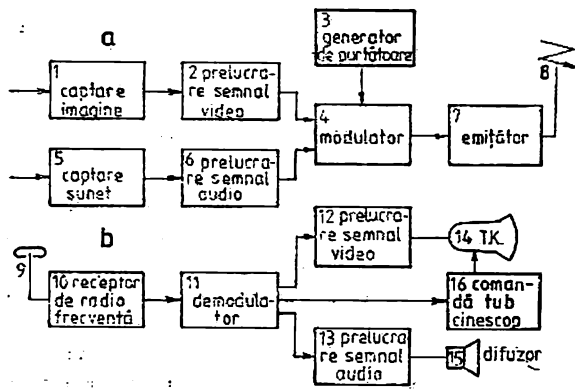 a
3
generator
de purtătoare
1
captare
imagine
2 prelucra-
re semnal
video
4
modulator
7
emițător
8
5
captare
sunet
6 prelucra-
re semnal
audio
b
9
10 receptor
de radio
frecvență
11
demodula-
tor
12 prelucra-
re semnal
video
14 T.K.
16 coman-
dă tub
cinescop
13 prelucra-
re semnal
audio
15
difuzor